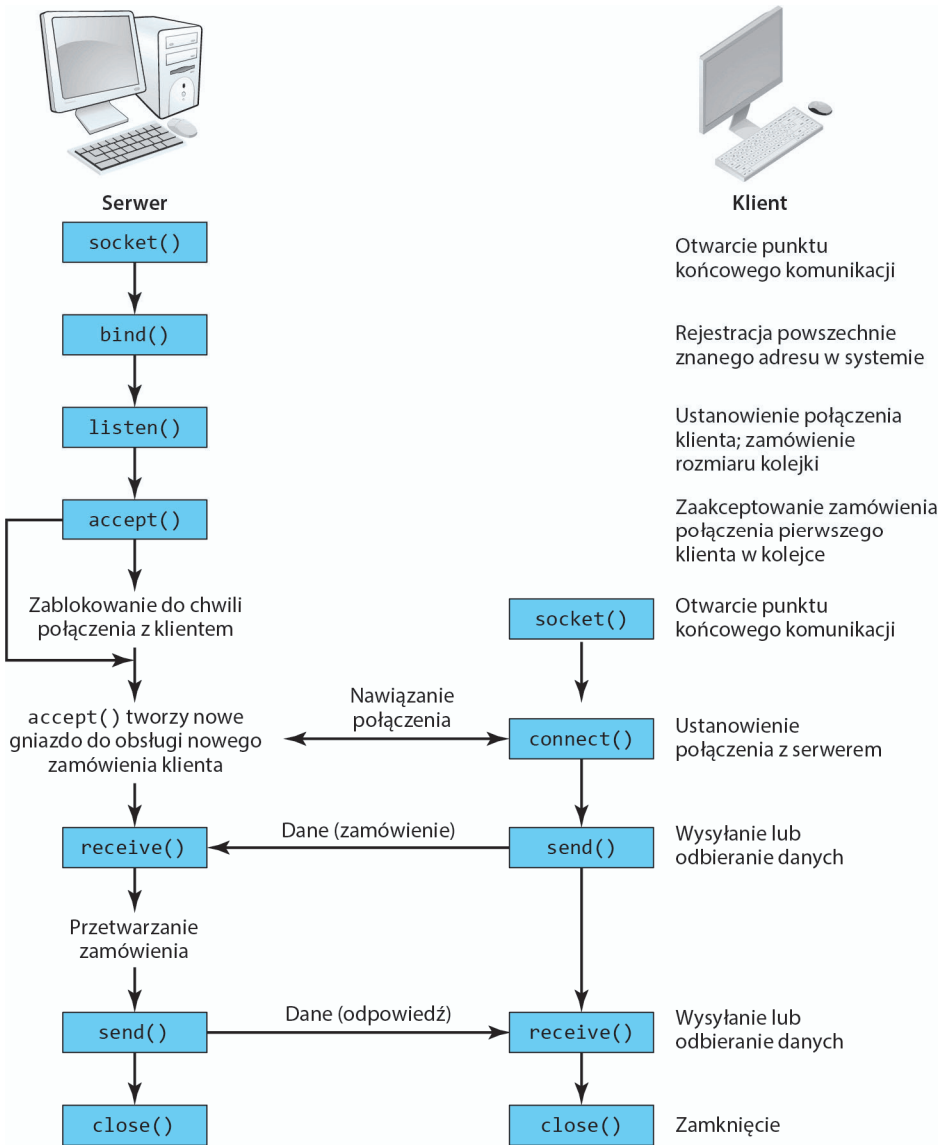 Serwer
Klient
socket()
Otwarcie punktu
końcowego komunikacji
bind()
Rejestracja powszechnie
znanego adresu w systemie
listen()
Ustanowienie połączenia
klienta; zamówienie
rozmiaru kolejki
accept()
Zaakceptowanie zamówienia
połączenia pierwszego
klienta w kolejce
Zablokowanie do chwili
połączenia z klientem
socket()
Otwarcie punktu
końcowego komunikacji
accept() tworzy nowe
gniazdo do obsługi nowego
zamówienia klienta
Nawiązanie
połączenia
connect()
Ustanowienie
połączenia z serwerem
receive()
Dane (zamówienie)
send()
Wysyłanie lub
odbieranie danych
Przetwarzanie
zamówienia
send()
Dane (odpowiedź)
receive()
Wysyłanie lub
odbieranie danych
close()
close()
Zamknięcie